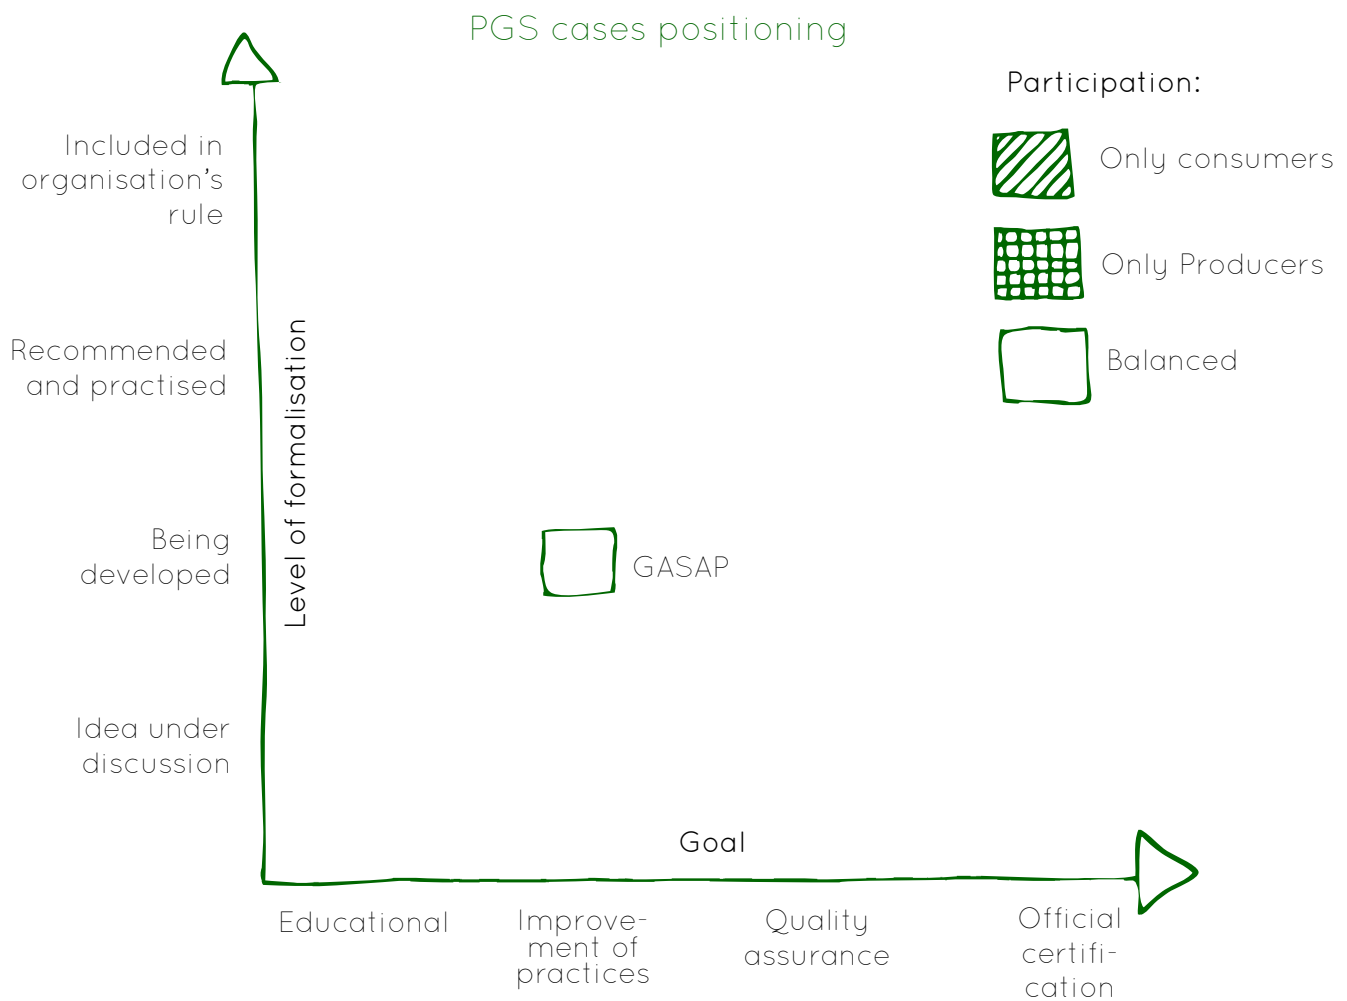 PGS cases positioning
Participation:
Only consumers
Only Producers
Balanced
Included in
organisation's
rule
Recommended
and practised
Being
developed
Idea under
discussion
Level of formalisation
GASAP
Goal
Educational
Improve-
ment of
practices
Quality
assurance
Official
certifi-
cation